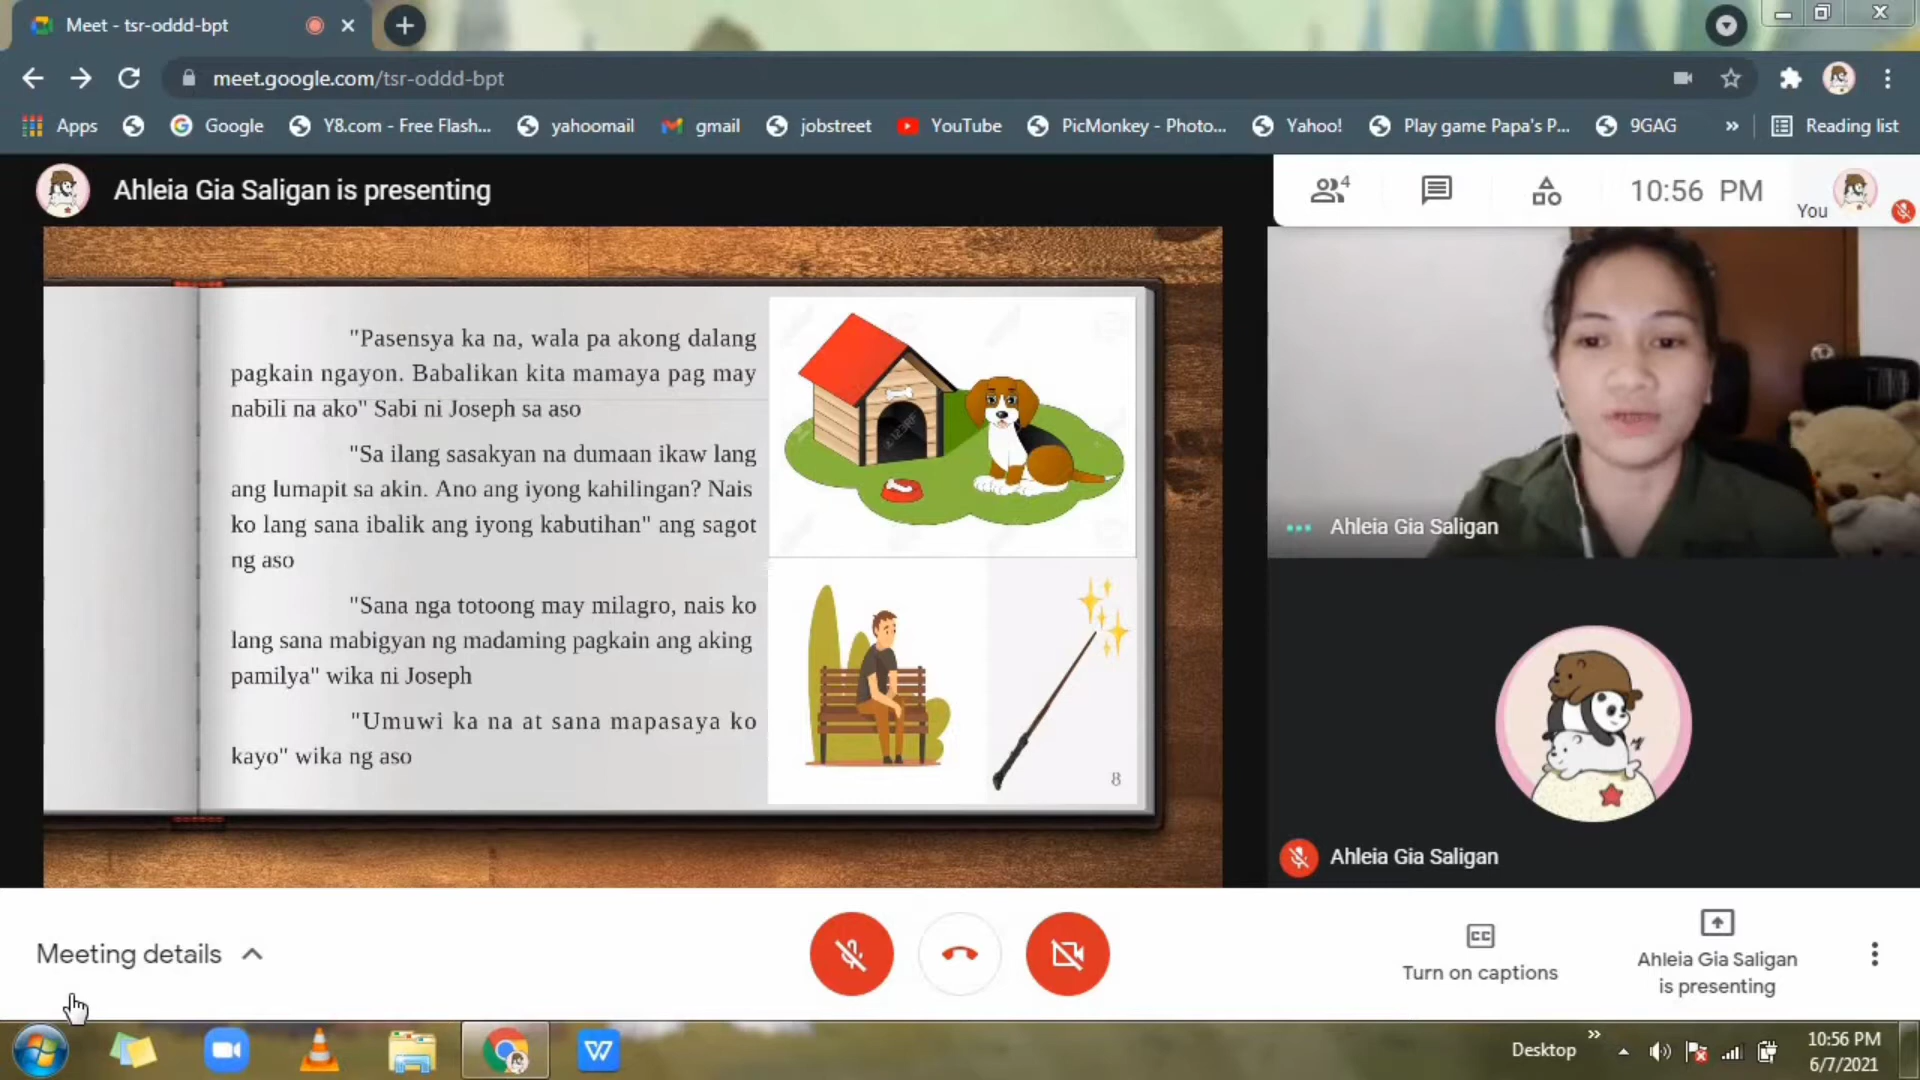 Meet - tsr-oddd-bpt
meet.google.com/tsr-oddd-bpt
Apps Google Y8.com - Free Flash... yahoomail gmail jobstreet YouTube PicMonkey - Photo... Yahoo! Play game Papa's P... 9GAG » Reading list
Ahleia Gia Saligan is presenting
4
10:56 PM
You
"Pasensya ka na, wala pa akong dalang
pagkain ngayon. Babalikan kita mamaya pag may
nabili na ako" Sabi ni Joseph sa aso
"Sa ilang sasakyan na dumaan ikaw lang
ang lumapit sa akin. Ano ang iyong kahilingan? Nais
ko lang sana ibalik ang iyong kabutihan" ang sagot
ng aso
"Sana nga totoong may milagro, nais ko
lang sana mabigyan ng madaming pagkain ang aking
pamilya" wika ni Joseph
"Umuwi ka na at sana mapasaya ko
kayo" wika ng aso
123RF
8
Ahleia Gia Saligan
Ahleia Gia Saligan
Meeting details
CC
Turn on captions
Ahleia Gia Saligan
is presenting
W
Desktop »
10:56 PM
6/7/2021